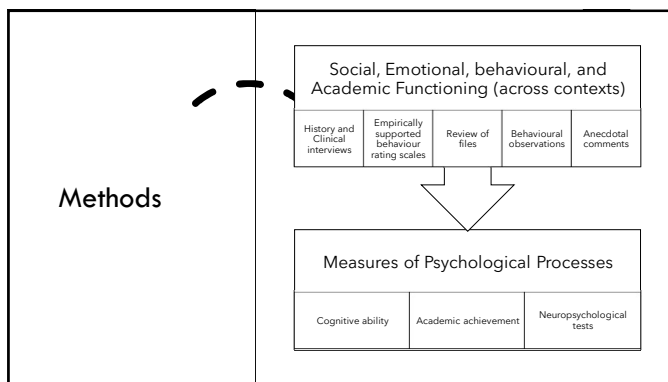 Methods
Social, Emotional, behavioural, and
Academic Functioning (across contexts)
History and
Clinical
interviews
Empirically
supported
behaviour
rating scales
Review of
files
Behavioural
observations
Anecdotal
comments
Measures of Psychological Processes
Cognitive ability
Academic achievement
Neuropsychological
tests